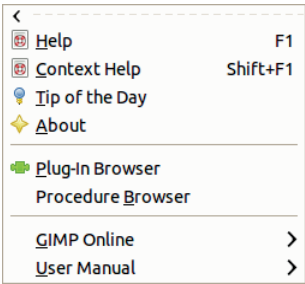 Help F1
Context Help Shift+F1
Tip of the Day
About
Plug-In Browser
Procedure Browser
GIMP Online
User Manual